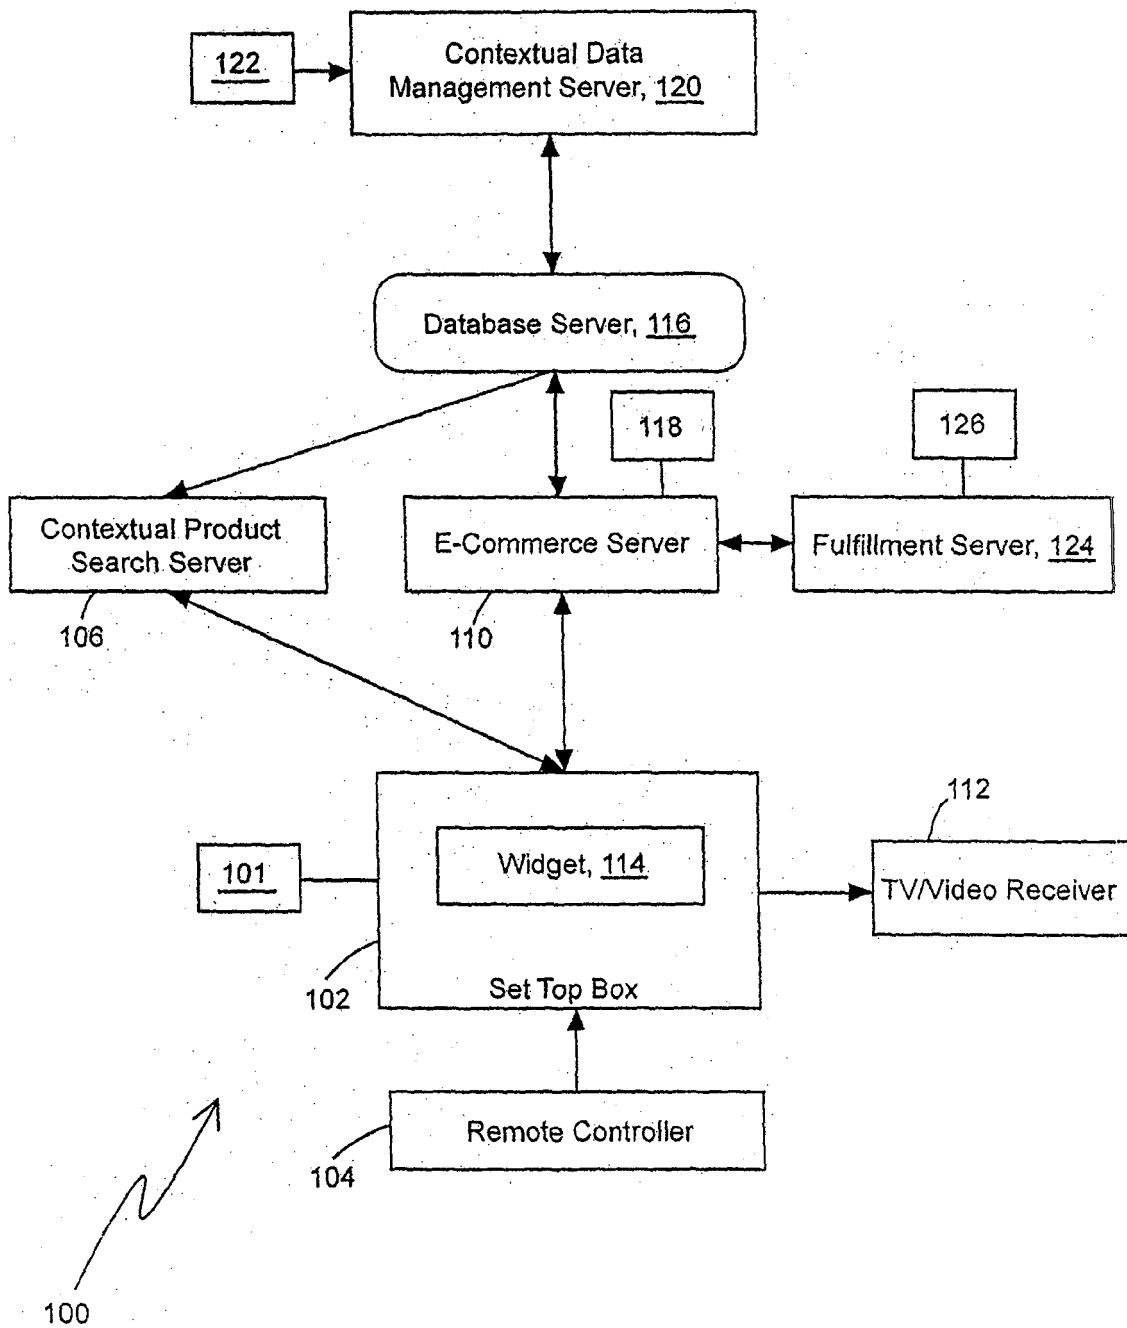 122
Contextual Data
Management Server, 120
Database Server, 116
118
126
Contextual Product
Search Server
E-Commerce Server
Fulfillment Server, 124
106
110
112
101
Widget, 114
TV/Video Receiver
102
Set Top Box
Remote Controller
104
100